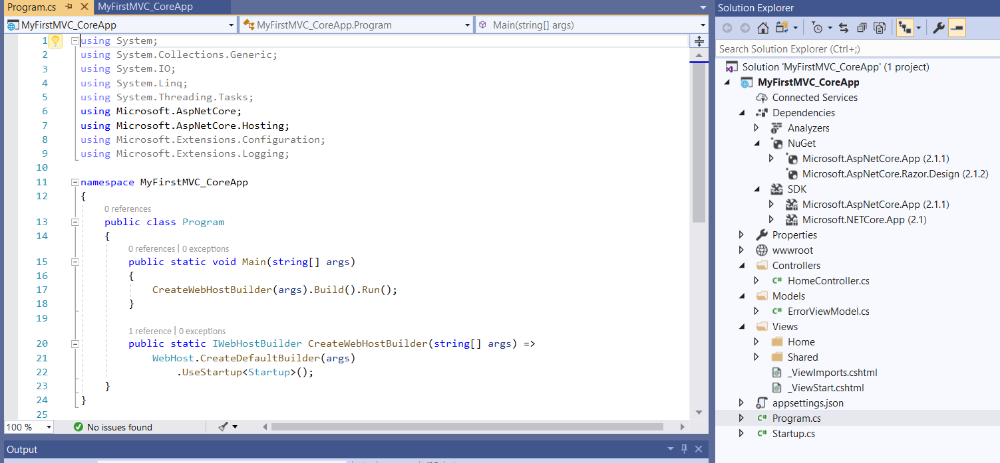 Program.cs
MyFirstMVC_CoreApp
MyFirstMVC_CoreApp
MyFirstMVC_CoreApp.Program
Main(string[] args)
1 using System;
2 using System.Collections.Generic;
3 using System.IO;
4 using System.Linq;
5 using System.Threading.Tasks;
6 using Microsoft.AspNetCore;
7 using Microsoft.AspNetCore.Hosting;
8 using Microsoft.Extensions.Configuration;
9 using Microsoft.Extensions.Logging;
10
11 namespace MyFirstMVC_CoreApp
12 {
0 references
13 public class Program
14 {
0 references | 0 exceptions
15 public static void Main(string[] args)
16 {
17 CreateWebHostBuilder(args).Build().Run();
18 }
19
1 reference | 0 exceptions
20 public static IWebHostBuilder CreateWebHostBuilder(string[] args) =>
21 WebHost.CreateDefaultBuilder(args)
22 .UseStartup<Startup>();
23 }
24 }
25
100 %
No issues found
Output
Solution Explorer
Search Solution Explorer (Ctrl+;)
Solution 'MyFirstMVC_CoreApp' (1 project)
MyFirstMVC_CoreApp
Connected Services
Dependencies
Analyzers
NuGet
Microsoft.AspNetCore.App (2.1.1)
Microsoft.AspNetCore.Razor.Design (2.1.2)
SDK
Microsoft.AspNetCore.App (2.1.1)
Microsoft.NETCore.App (2.1)
Properties
wwwroot
Controllers
C# HomeController.cs
Models
C# ErrorViewModel.cs
Views
Home
Shared
_ViewImports.cshtml
_ViewStart.cshtml
appsettings.json
C# Program.cs
C# Startup.cs